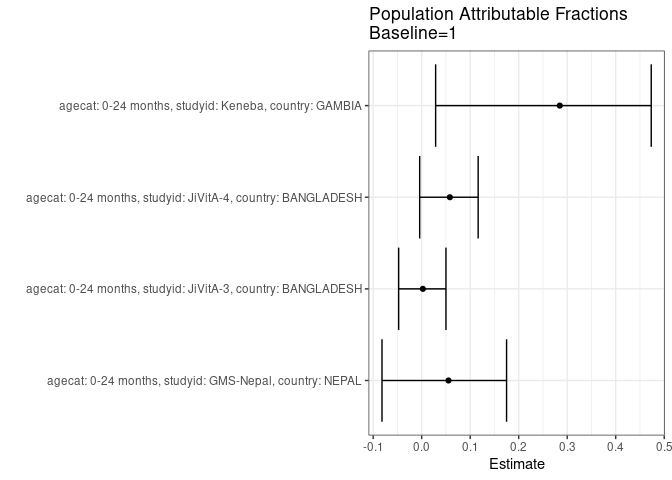 Population Attributable Fractions
Baseline=1
agecat: 0-24 months, studyid: Keneba, country: GAMBIA
agecat: 0-24 months, studyid: JiVitA-4, country: BANGLADESH
agecat: 0-24 months, studyid: JiVitA-3, country: BANGLADESH
agecat: 0-24 months, studyid: GMS-Nepal, country: NEPAL
-0.1 0.0 0.1 0.2 0.3 0.4 0.5
Estimate